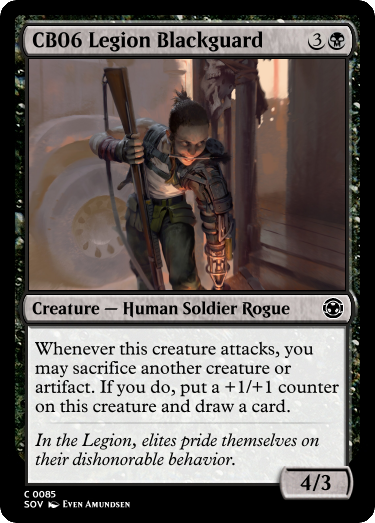 CB06 Legion Blackguard 3
Creature — Human Soldier Rogue
Whenever this creature attacks, you
may sacrifice another creature or
artifact. If you do, put a +1/+1 counter
on this creature and draw a card.
In the Legion, elites pride themselves on
their dishonorable behavior.
4/3
C 0085
SOV EVEN AMUNDSEN